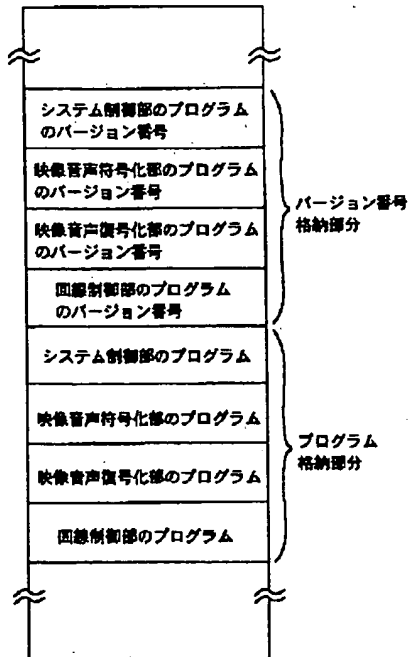 システム制御部のプログラム
のバージョン番号
映像音声符号化部のプログラム
のバージョン番号
映像音声復号化部のプログラム
のバージョン番号
回線制御部のプログラム
のバージョン番号
バージョン番号
格納部分
システム制御部のプログラム
映像音声符号化部のプログラム
映像音声復号化部のプログラム
回線制御部のプログラム
プログラム
格納部分